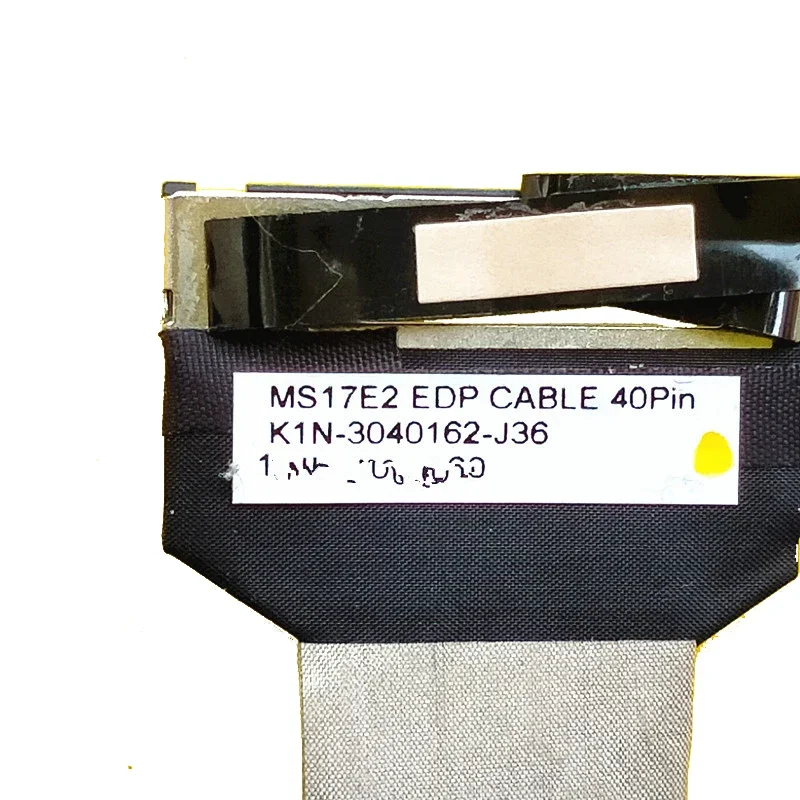 MS17E2 EDP CABLE 40Pin
K1N-3040162-J36